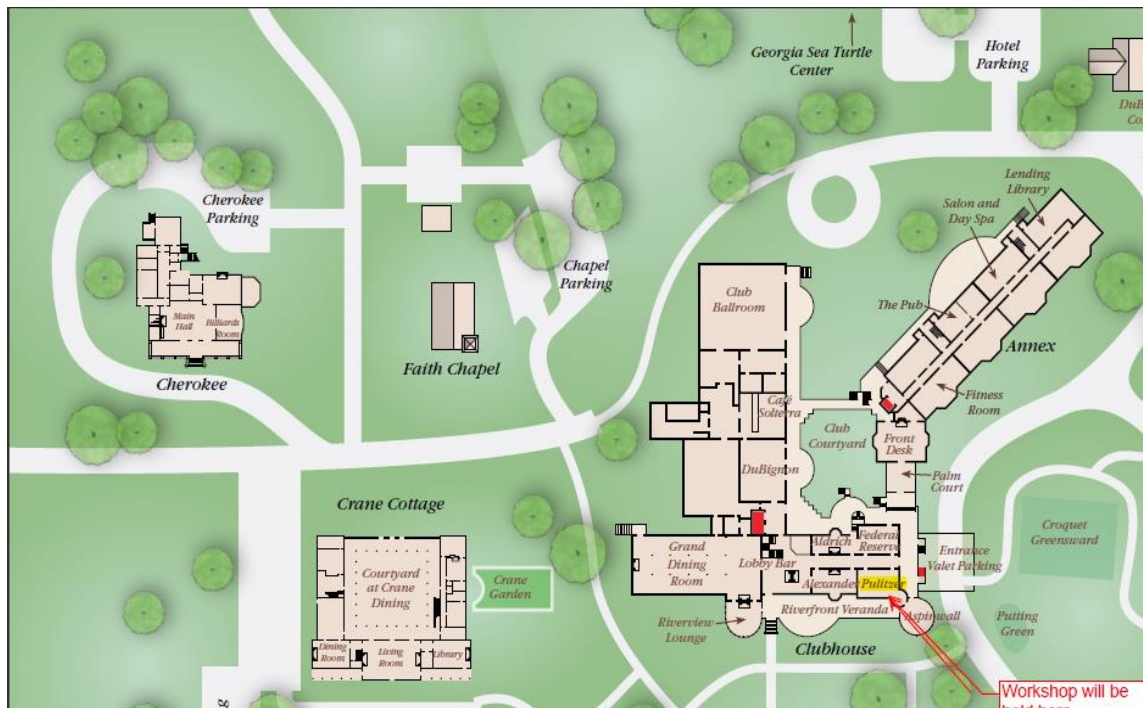 Georgia Sea Turtle
Center
Hotel
Parking
Lending
Library
Salon and
Day Spa
Cherokee
Parking
Chapel
Parking
Club
Ballroom
The Pub
Annex
Main
Hall
Billiards
Room
Cherokee
Faith Chapel
Fitness
Room
Café
Solterra
Club
Courtyard
Front
Desk
DuBignon
Palm
Court
Crane Cottage
Croquet
Greensward
Aldrich
Federal
Reserve
Grand
Dining
Room
Lobby Bar
Entrance
Valet Parking
Courtyard
at Crane
Dining
Crane
Garden
Alexander
Pulitzer
Riverfront Veranda
Aspinwall
Riverview
Lounge
Putting
Green
Dining
Room
Living
Room
Library
Clubhouse
Workshop will be